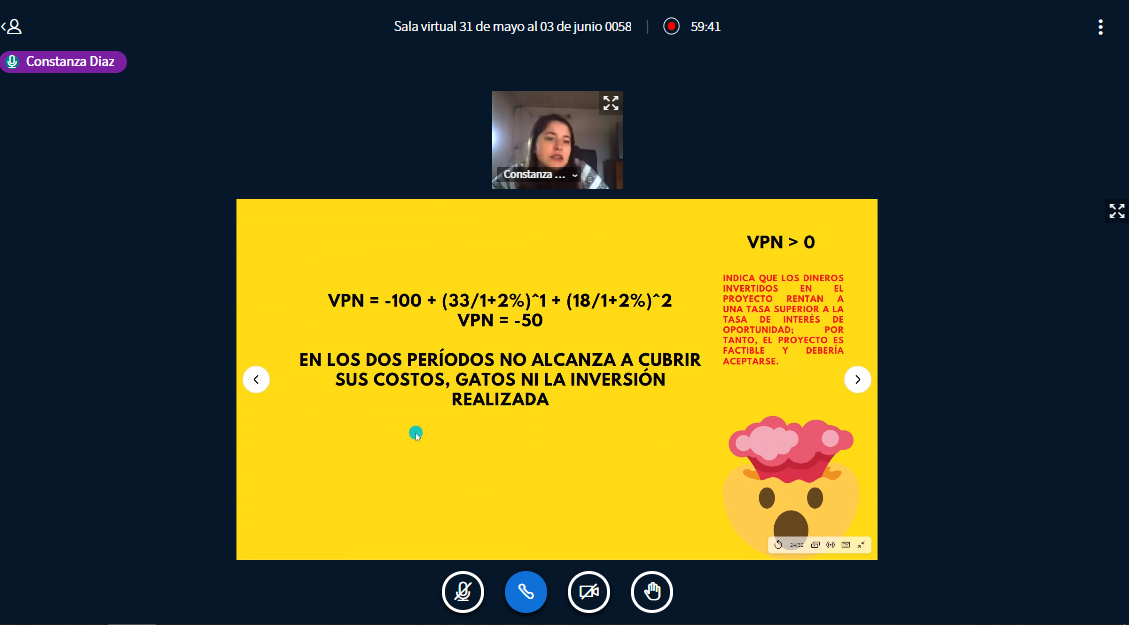 Sala virtual 31 de mayo al 03 de junio 0058
59:41
Constanza Diaz
Constanza ...
VPN > 0
INDICA QUE LOS DINEROS
INVERTIDOS EN EL
PROYECTO RENTAN A
UNA TASA SUPERIOR A LA
TASA DE INTERÉS DE
OPORTUNIDAD; POR
TANTO, EL PROYECTO ES
FACTIBLE Y DEBERÍA
ACEPTARSE.
VPN = -100 + (33/1+2%)^1 + (18/1+2%)^2
VPN = -50
EN LOS DOS PERÍODOS NO ALCANZA A CUBRIR
SUS COSTOS, GATOS NI LA INVERSIÓN
REALIZADA